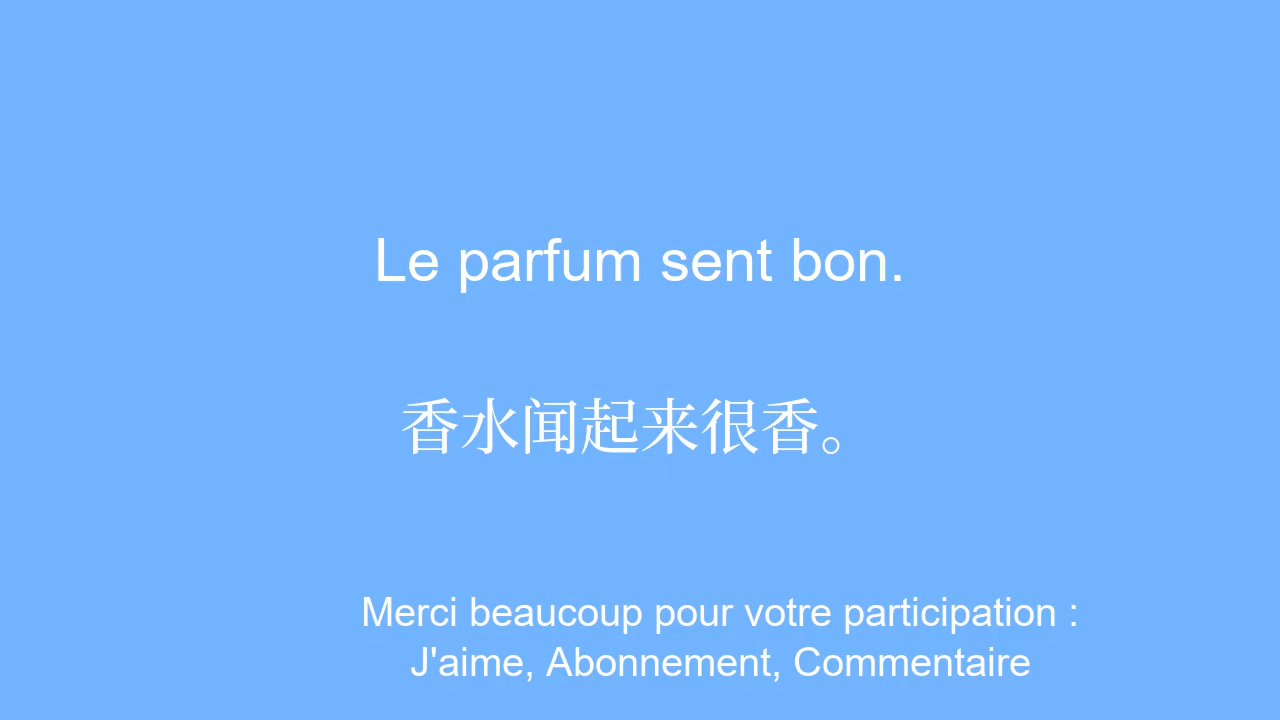 Le parfum sent bon.
香水闻起来很香。
Merci beaucoup pour votre participation :
J'aime, Abonnement, Commentaire